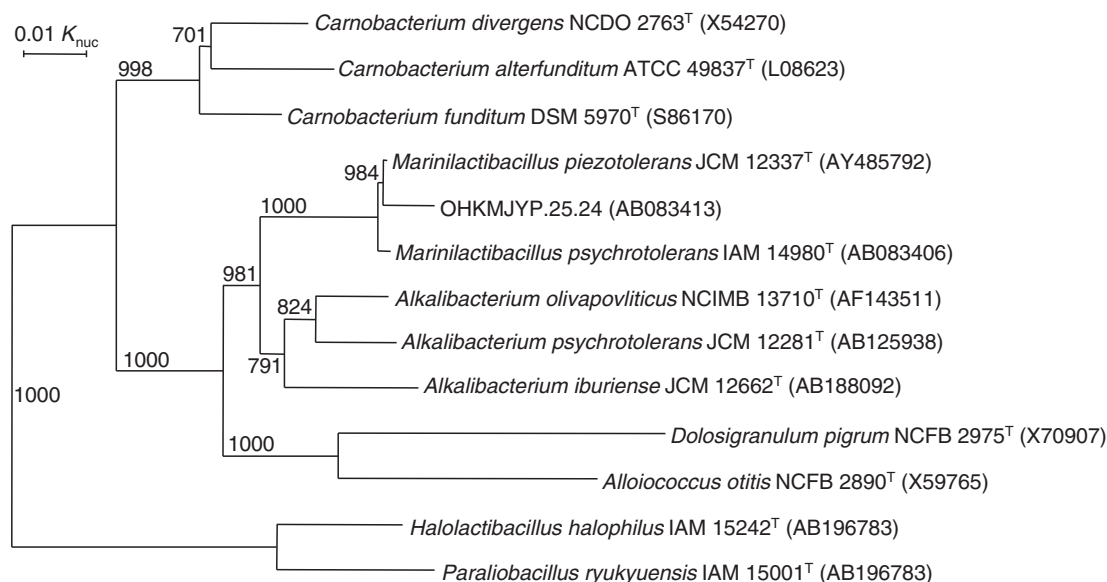 0.01 Knuc
701
Carnobacterium divergens NCDO 2763T (X54270)
998
Carnobacterium alterfunditum ATCC 49837T (L08623)
Carnobacterium funditum DSM 5970T (S86170)
Marinilactibacillus piezotolerans JCM 12337T (AY485792)
984
OHKMJYP.25.24 (AB083413)
1000
Marinilactibacillus psychrotolerans IAM 14980T (AB083406)
981
Alkalibacterium olivapovliticus NCIMB 13710T (AF143511)
824
Alkalibacterium psychrotolerans JCM 12281T (AB125938)
1000
791
Alkalibacterium iburiense JCM 12662T (AB188092)
1000
Dolosigranulum pigrum NCFB 2975T (X70907)
1000
Alloiococcus otitis NCFB 2890T (X59765)
Halolactibacillus halophilus IAM 15242T (AB196783)
Paraliobacillus ryukyuensis IAM 15001T (AB196783)